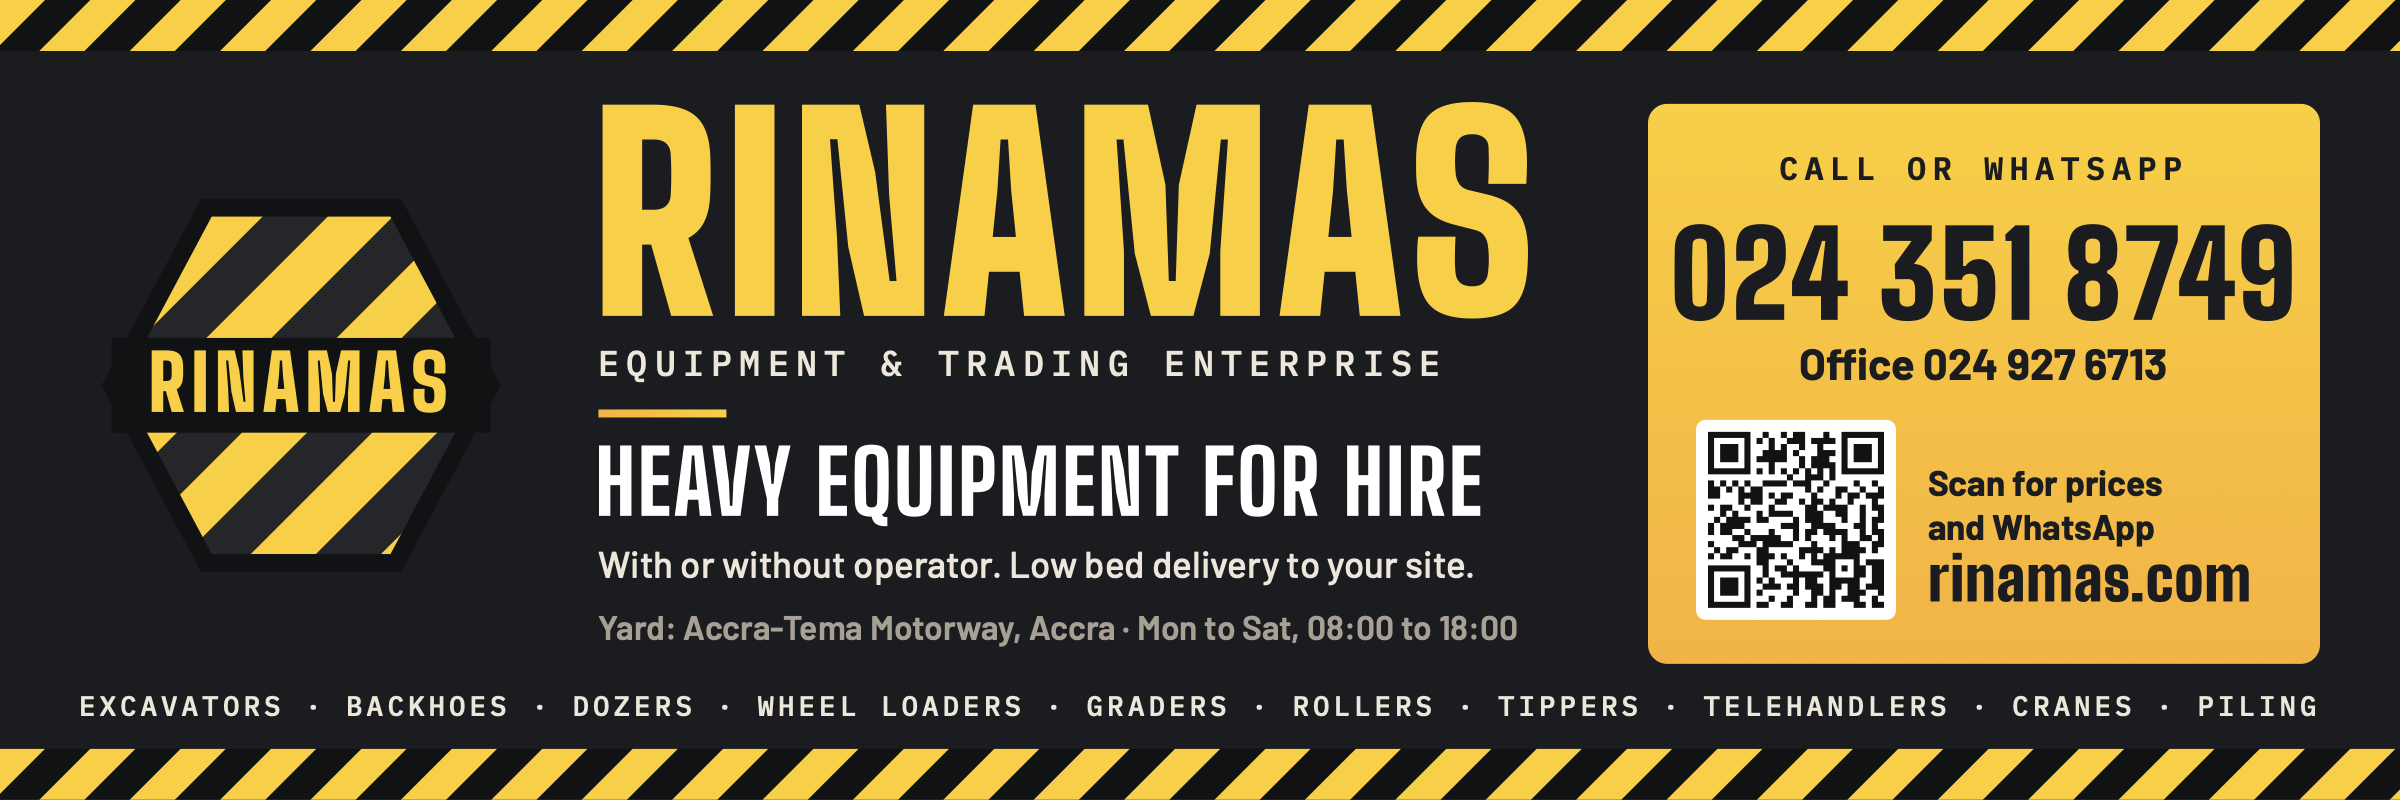 RINAMAS
RINAMAS
EQUIPMENT & TRADING ENTERPRISE
HEAVY EQUIPMENT FOR HIRE
With or without operator. Low bed delivery to your site.
Yard: Accra-Tema Motorway, Accra · Mon to Sat, 08:00 to 18:00
CALL OR WHATSAPP
024 351 8749
Office 024 927 6713
Scan for prices
and WhatsApp
rinamas.com
EXCAVATORS · BACKHOES · DOZERS · WHEEL LOADERS · GRADERS · ROLLERS · TIPPERS · TELEHANDLERS · CRANES · PILING